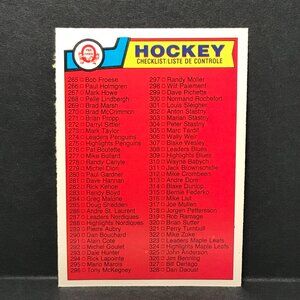 HOCKEY
CHECKLIST/LISTE DE CONTROLE
265 Bob Froese
266 Paul Holmgren
267 Mark Howe
268 Pelle Lindbergh
269 Brad Marsh
270 Brad McCrimmon
271 Brian Propp
272 Darryl Sittler
273 Mark Taylor
274 Leaders Penguins
275 Highlights Penguins
276 Pat Boutette
277 Mike Bullard
278 Randy Carlyle
279 Michel Dion
280 Paul Gardner
281 Dave Hannan
282 Rick Kehoe
283 Randy Boyd
284 Greg Malone
285 Doug Shedden
286 Andre St. Laurent
287 Leaders Nordiques
288 Highlights Nordiques
289 Pierre Aubry
290 Dan Bouchard
291 Alain Cote
292 Michel Goulet
293 Dale Hunter
294 Rick Lapointe
295 Mario Marois
296 Tony McKegney
297 Randy Moller
298 Wilf Paiement
299 Dave Pichette
300 Normand Rochefort
301 Louis Sleigher
302 Anton Stastny
303 Marian Stastny
304 Peter Stastny
305 Marc Tardif
306 Wally Weir
307 Blake Wesley
308 Leaders Blues
309 Highlights Blues
310 Wayne Babych
311 Jack Brownschidle
312 Mike Crombeen
313 Andre Dore
314 Blake Dunlop
315 Bernie Federko
316 Mike Liut
317 Joe Mullen
318 Jorgen Pettersson
319 Rob Ramage
320 Brian Sutter
321 Perry Turnbull
322 Mike Zuke
323 Leaders Maple Leafs
324 Highlights Maple Leafs
325 John Anderson
326 Jim Benning
327 Bill Derlago
328 Dan Daoust